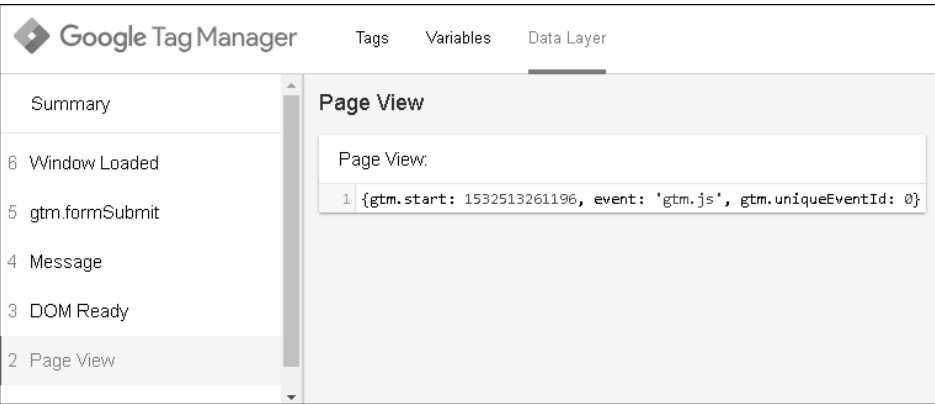 Google Tag Manager Tags Variables Data Layer
Summary
6 Window Loaded
5 gtm.formSubmit
4 Message
3 DOM Ready
2 Page View
Page View
Page View:
1 {gtm.start: 1532513261196, event: 'gtm.js', gtm.uniqueEventId: 0}